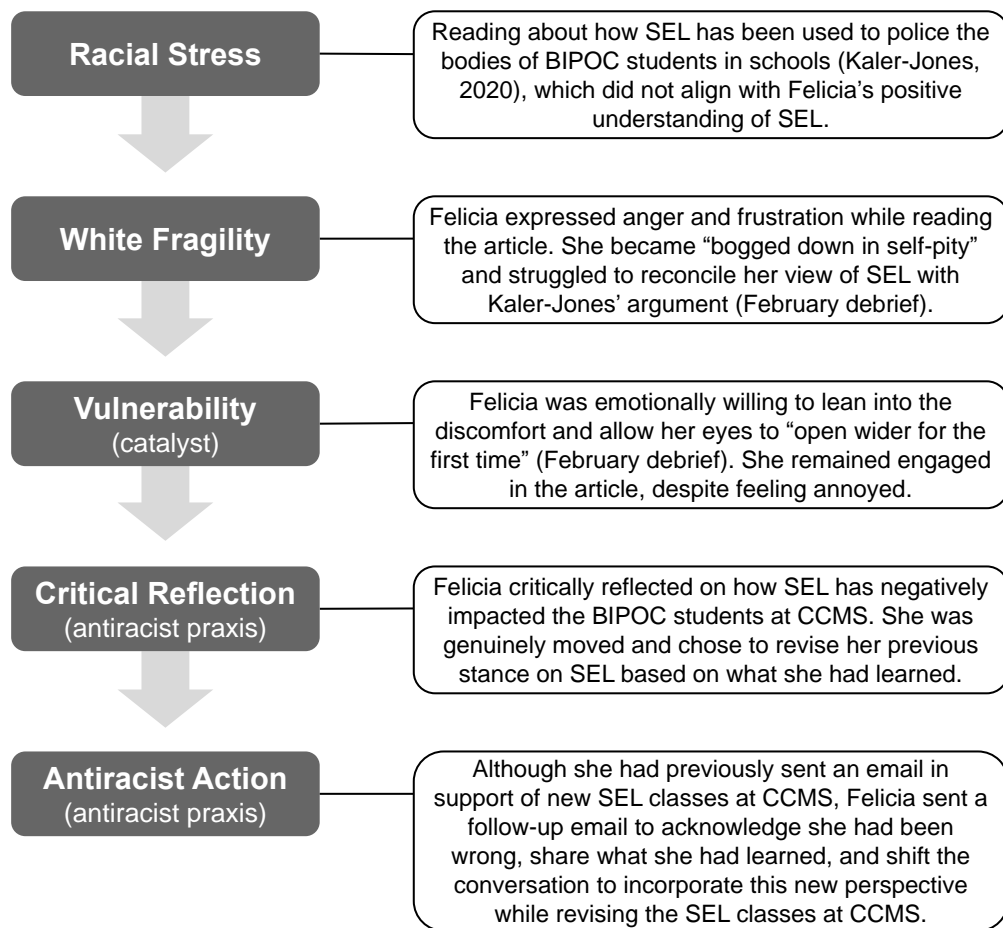 Racial Stress
Reading about how SEL has been used to police the
bodies of BIPOC students in schools (Kaler-Jones,
2020), which did not align with Felicia’s positive
understanding of SEL.
White Fragility
Felicia expressed anger and frustration while reading
the article. She became “bogged down in self-pity”
and struggled to reconcile her view of SEL with
Kaler-Jones’ argument (February debrief).
Vulnerability
(catalyst)
Felicia was emotionally willing to lean into the
discomfort and allow her eyes to “open wider for the
first time” (February debrief). She remained engaged
in the article, despite feeling annoyed.
Critical Reflection
(antiracist praxis)
Felicia critically reflected on how SEL has negatively
impacted the BIPOC students at CCMS. She was
genuinely moved and chose to revise her previous
stance on SEL based on what she had learned.
Antiracist Action
(antiracist praxis)
Although she had previously sent an email in
support of new SEL classes at CCMS, Felicia sent a
follow-up email to acknowledge she had been
wrong, share what she had learned, and shift the
conversation to incorporate this new perspective
while revising the SEL classes at CCMS.